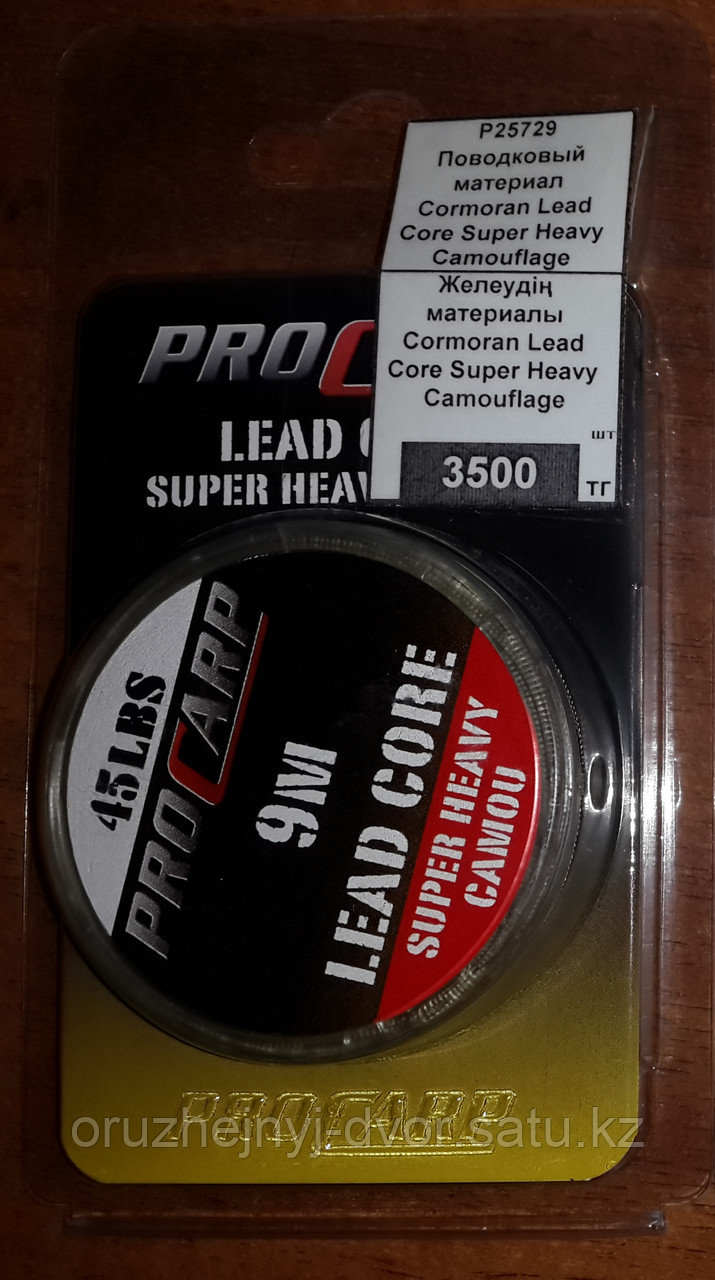 P25729
Поводковый
материал
Cormoran Lead
Core Super Heavy
Camouflage
Желеудің
материалы
Cormoran Lead
Core Super Heavy
Camouflage
шт
3500
тг
PROC
LEAD
SUPER HEAV
45LBS
PROCARP
9M
LEAD CORE
SUPER HEAVY
CAMOU
PROCARP
oruzhejnyj-dvor.satu.kz